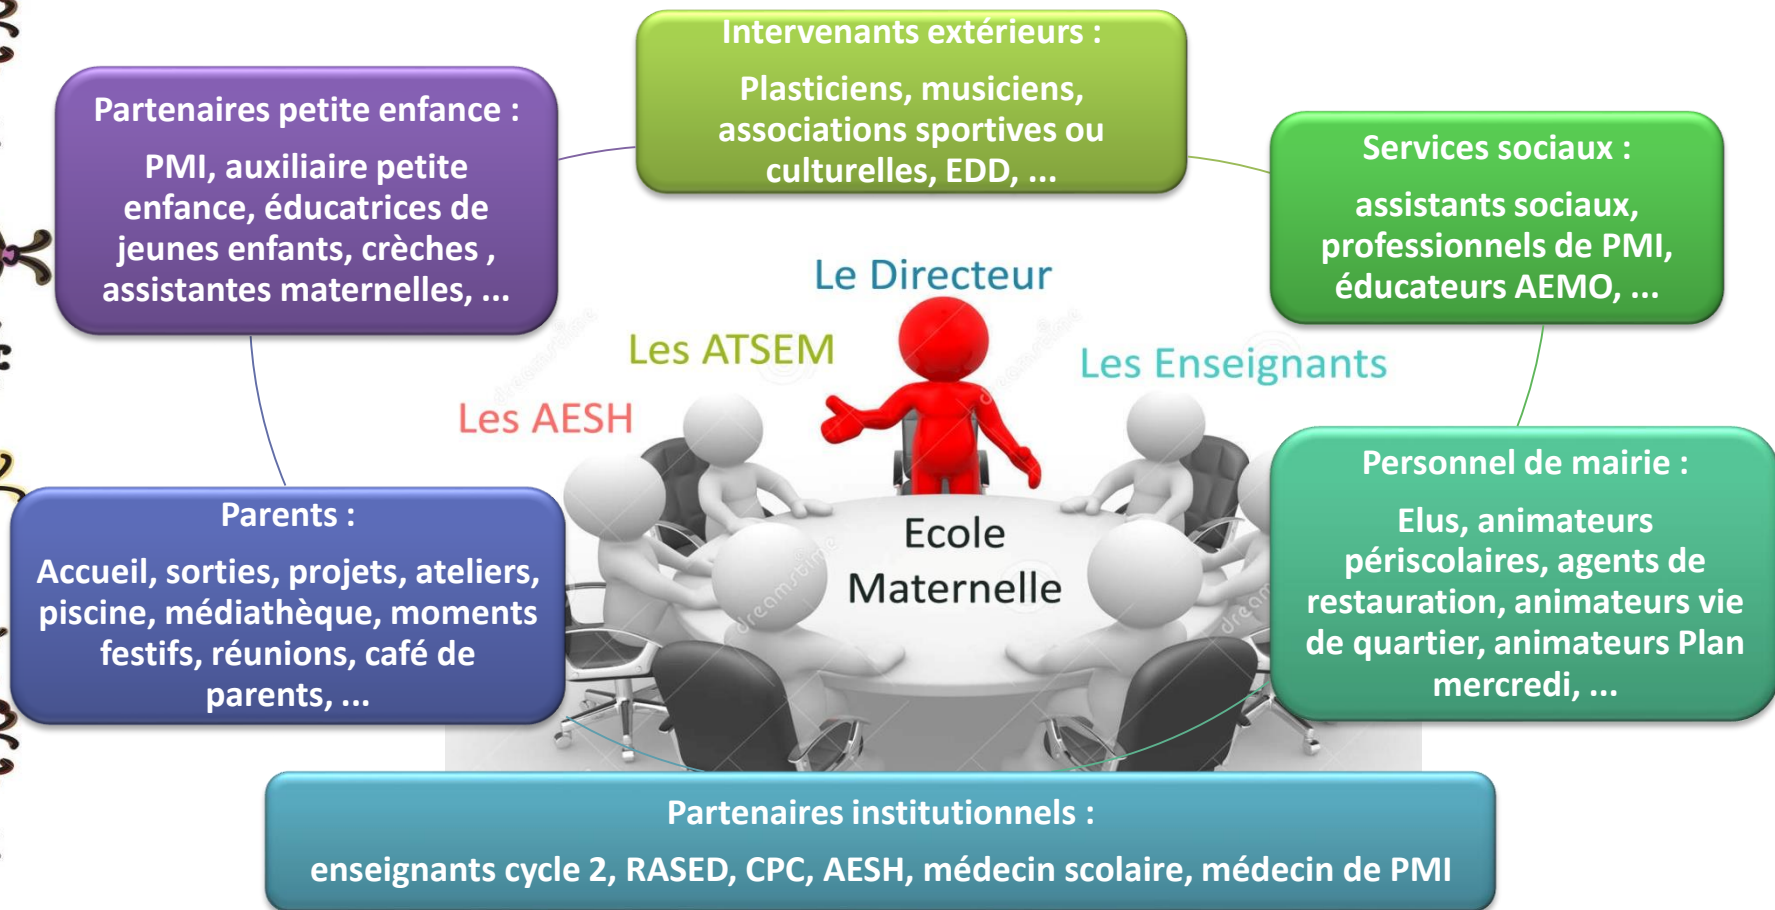 Intervenants extérieurs :
Plasticiens, musiciens,
associations sportives ou
culturelles, EDD, ...
Partenaires petite enfance :
PMI, auxiliaire petite
enfance, éducatrices de
jeunes enfants, crèches ,
assistantes maternelles, ...
Services sociaux :
assistants sociaux,
professionnels de PMI,
éducateurs AEMO, ...
Le Directeur
Les ATSEM
Les Enseignants
Les AESH
Ecole
Maternelle
Parents :
Accueil, sorties, projets, ateliers,
piscine, médiathèque, moments
festifs, réunions, café de
parents, ...
Personnel de mairie :
Elus, animateurs
périscolaires, agents de
restauration, animateurs vie
de quartier, animateurs Plan
mercredi, ...
Partenaires institutionnels :
enseignants cycle 2, RASED, CPC, AESH, médecin scolaire, médecin de PMI
dreamstime
dreamstime
dreamstime
dreamstime